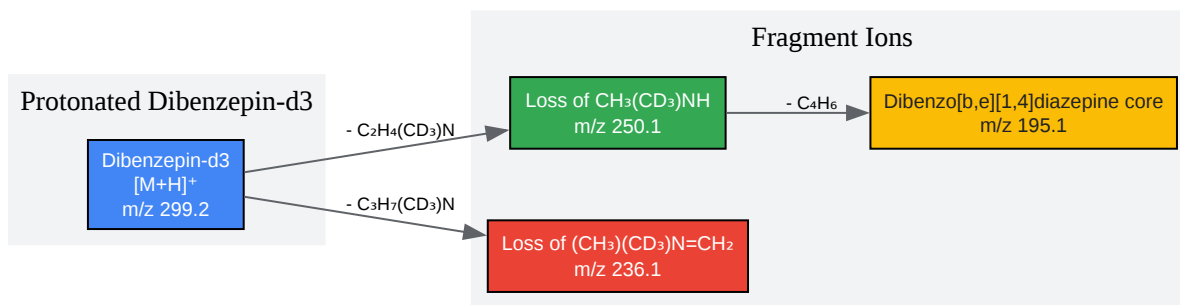 Fragment Ions
Protonated Dibenzepin-d3
Loss of CH₃(CD₃)NH
m/z 250.1
- C₄H₆
Dibenzo[b,e][1,4]diazepine core
m/z 195.1
- C₂H₄(CD₃)N
Dibenzepin-d3
[M+H]⁺
m/z 299.2
- C₃H₇(CD₃)N
Loss of (CH₃)(CD₃)N=CH₂
m/z 236.1